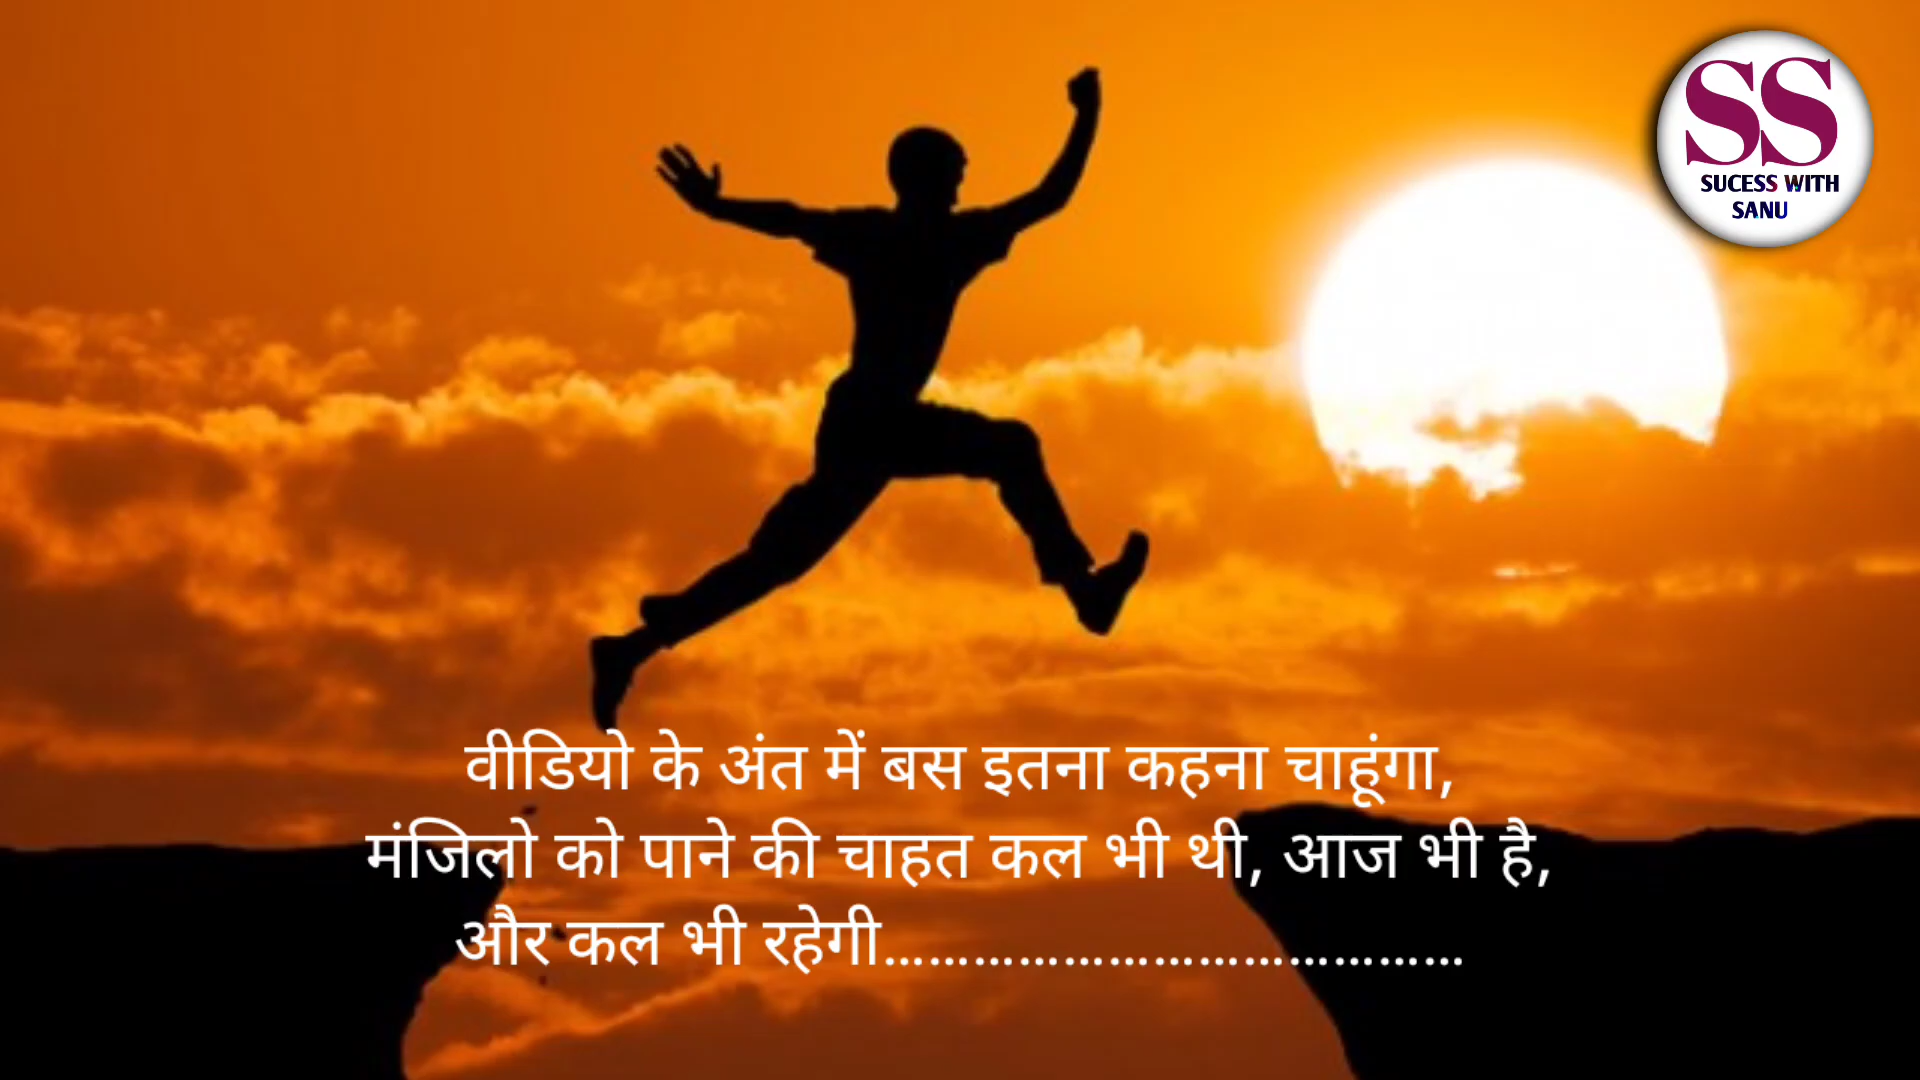 SS
SUCESS WITH
SANU
वीडियो के अंत में बस इतना कहना चाहूंगा,
मंजिलो को पाने की चाहत कल भी थी, आज भी है,
और कल भी रहेगी.......................................